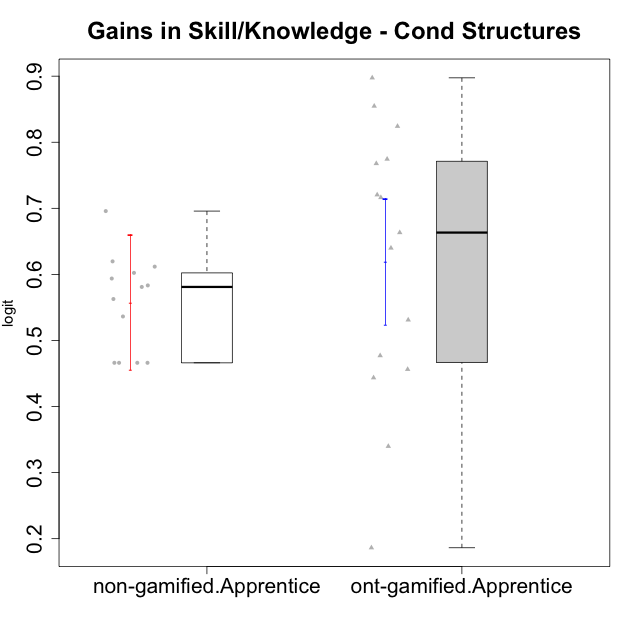 Gains in Skill/Knowledge - Cond Structures
0.9
0.8
0.7
0.6
0.5
0.4
0.3
0.2
logit
non-gamified.Apprentice
ont-gamified.Apprentice